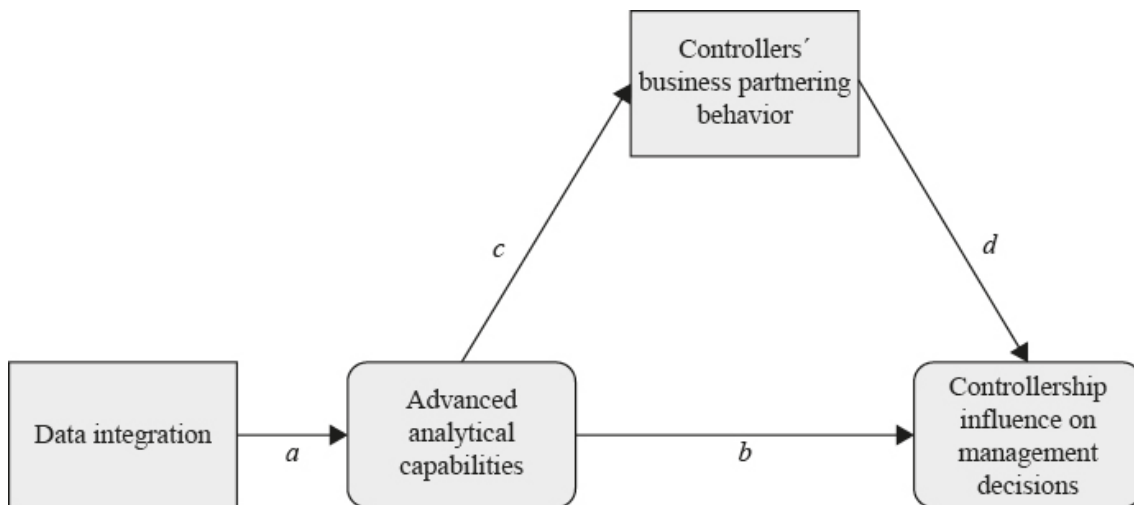 Controllers´
business partnering
behavior
c
d
Data integration
a
Advanced
analytical
capabilities
b
Controllership
influence on
management
decisions